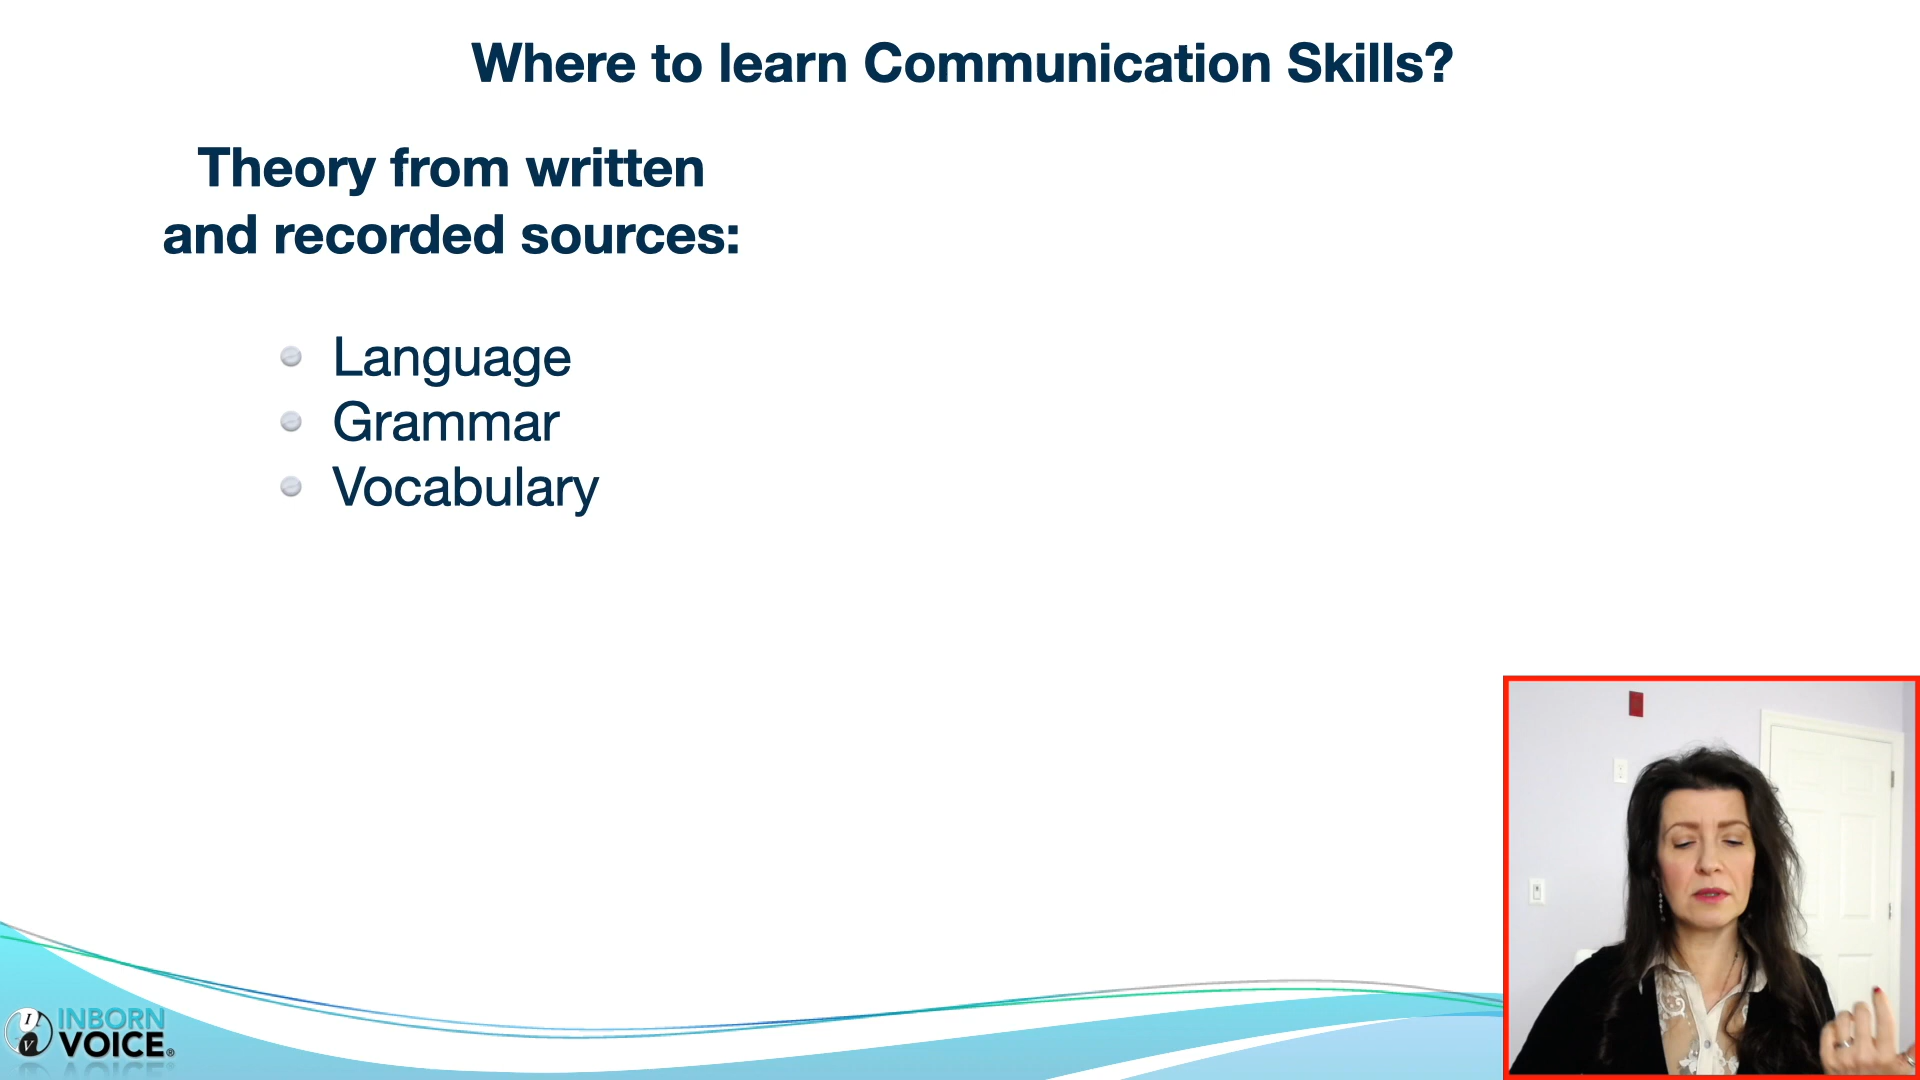 Where to learn Communication Skills?
Theory from written
and recorded sources:
Language
Grammar
Vocabulary
I
V
INBORN
VOICE®